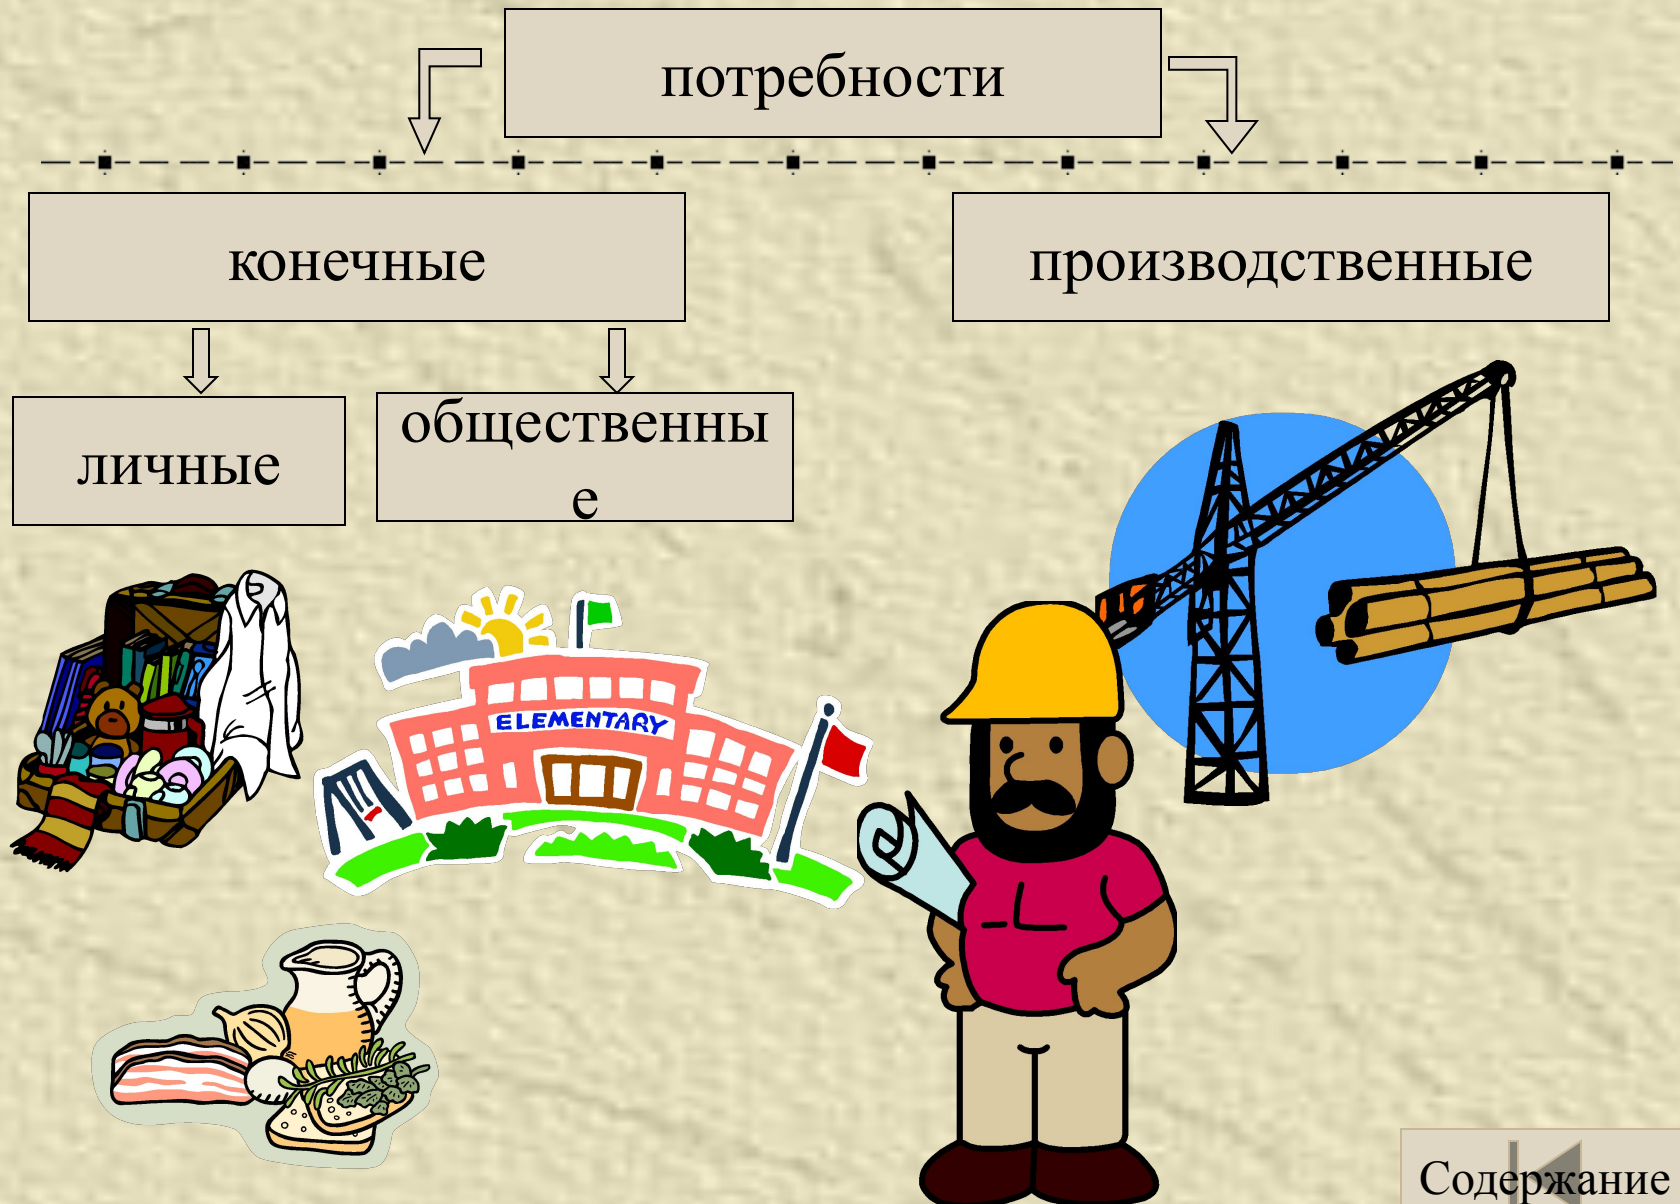 потребности
конечные
производственные
личные
общественны
е
ELEMENTARY
Содержание